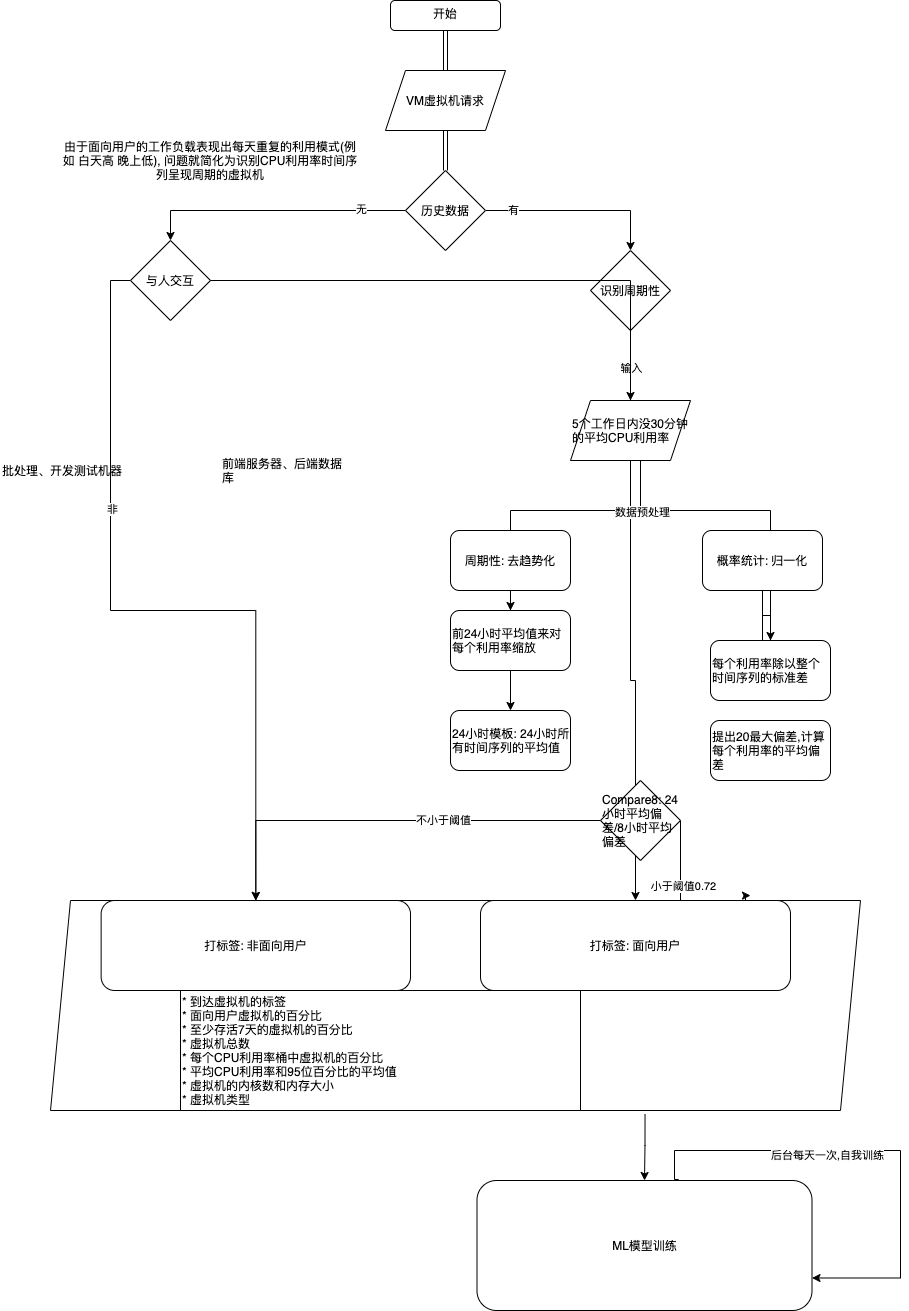 开始
VM虚拟机请求
由于面向用户的工作负载表现出每天重复的利用模式(例
如 白天高 晚上低), 问题就简化为识别CPU利用率时间序
列呈现周期的虚拟机
无
历史数据
有
与人交互
识别周期性
输入
5个工作日内没30分钟
的平均CPU利用率
批处理、开发测试机器
前端服务器、后端数据
库
非
数据预处理
周期性: 去趋势化
概率统计: 归一化
前24小时平均值来对
每个利用率缩放
每个利用率除以整个
时间序列的标准差
24小时模板: 24小时所
有时间序列的平均值
提出20最大偏差,计算
每个利用率的平均偏
差
Compare8: 24
小时平均偏
差/8小时平均
偏差
不小于阈值
小于阈值0.72
打标签: 非面向用户
打标签: 面向用户
* 到达虚拟机的标签
* 面向用户虚拟机的百分比
* 至少存活7天的虚拟机的百分比
* 虚拟机总数
* 每个CPU利用率桶中虚拟机的百分比
* 平均CPU利用率和95位百分比的平均值
* 虚拟机的内核数和内存大小
* 虚拟机类型
后台每天一次,自我训练
ML模型训练